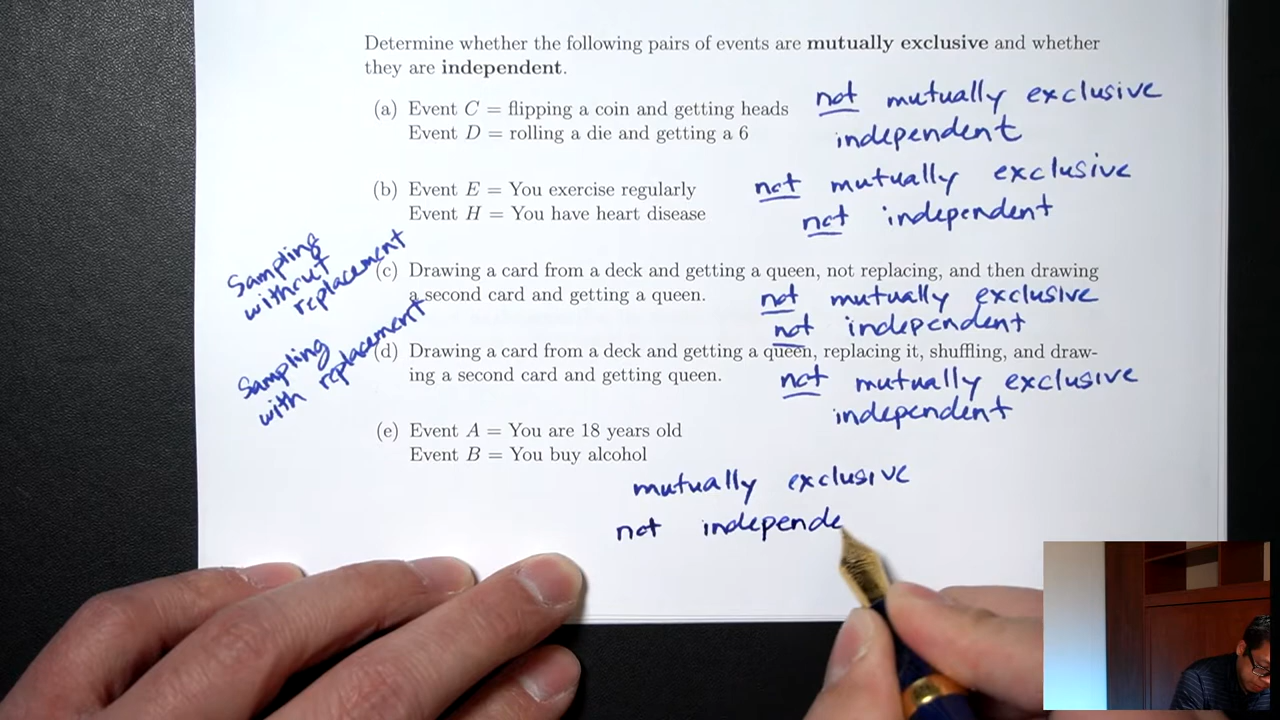 Determine whether the following pairs of events are mutually exclusive and whether
they are independent.
(a) Event C = flipping a coin and getting heads
Event D = rolling a die and getting a 6
not mutually exclusive
independent
(b) Event E = You exercise regularly
Event H = You have heart disease
not mutually exclusive
not independent
Sampling
without
replacement
(c) Drawing a card from a deck and getting a queen, not replacing, and then drawing
a second card and getting a queen.
not mutually exclusive
not independent
Sampling
with replacement
(d) Drawing a card from a deck and getting a queen, replacing it, shuffling, and draw-
ing a second card and getting queen.
not mutually exclusive
independent
(e) Event A = You are 18 years old
Event B = You buy alcohol
mutually exclusive
not independe